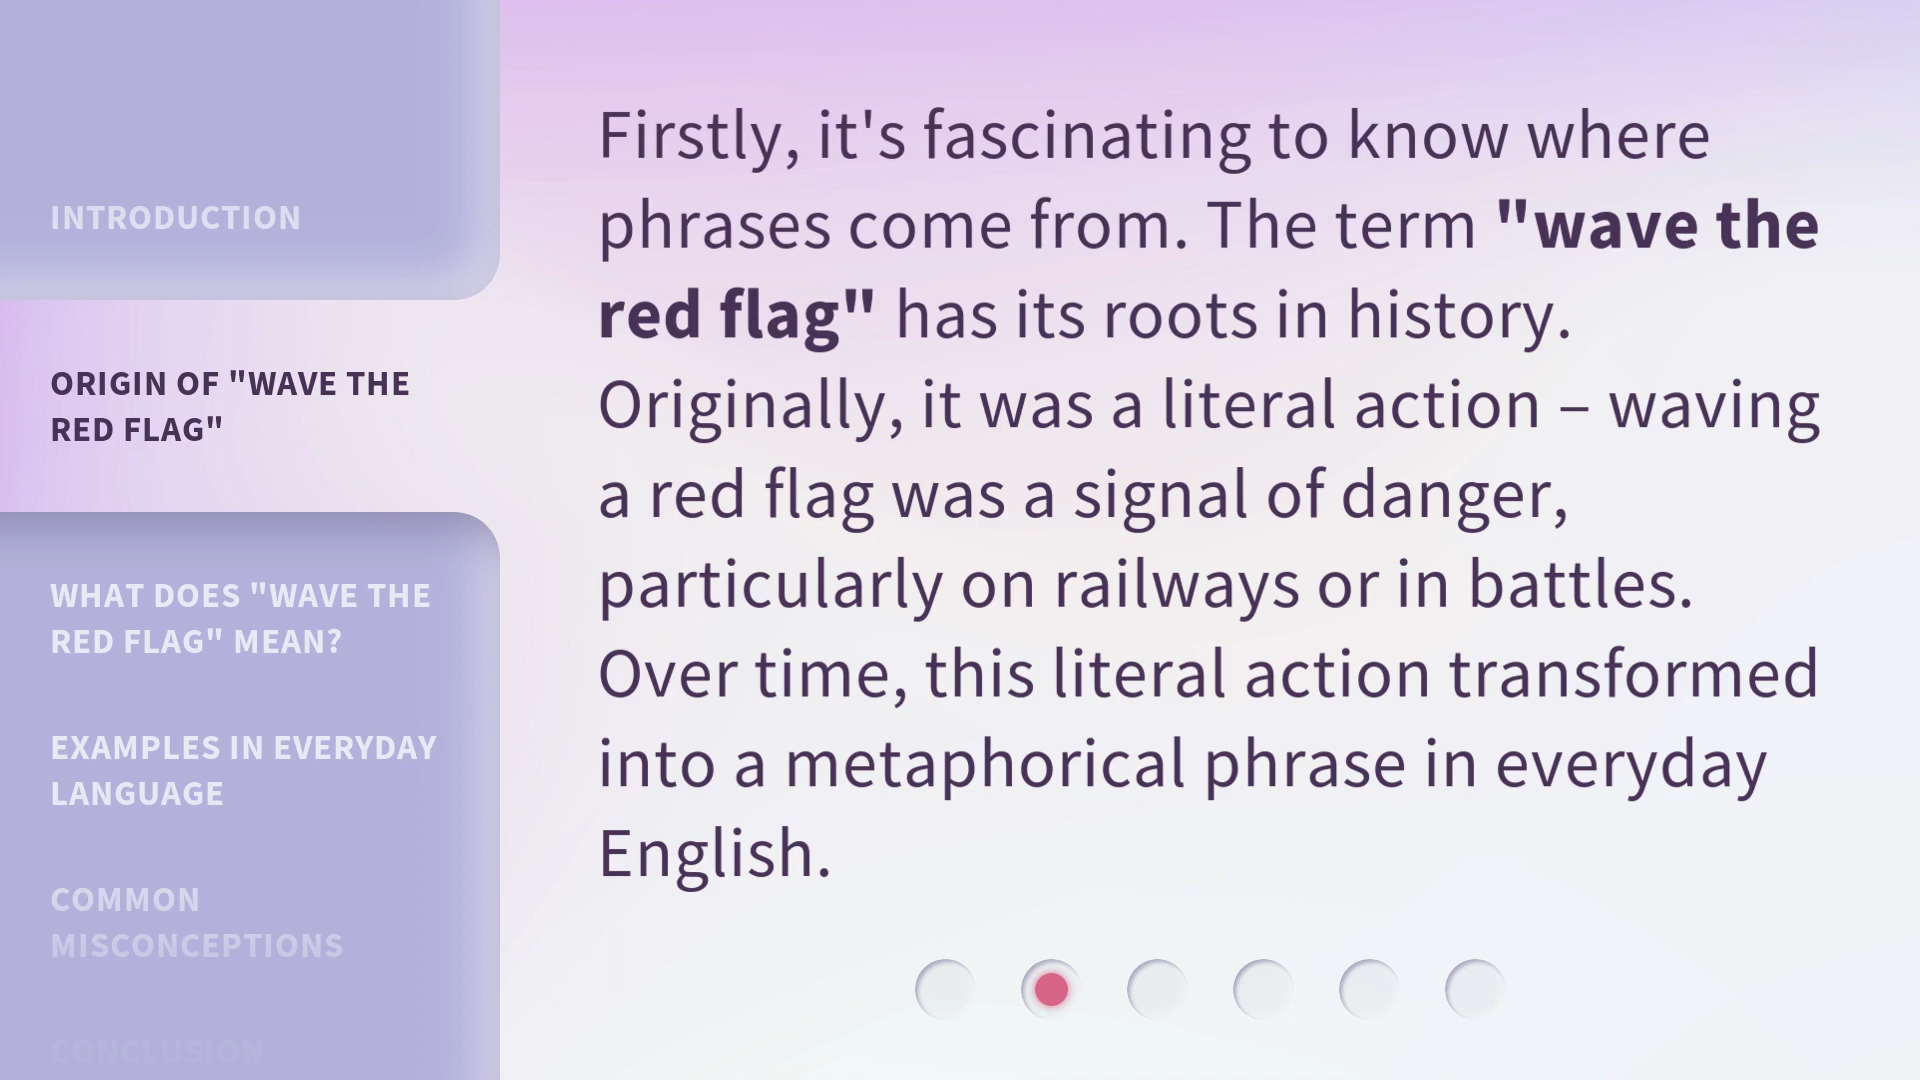 INTRODUCTION
ORIGIN OF "WAVE THE
RED FLAG"
WHAT DOES "WAVE THE
RED FLAG" MEAN?
EXAMPLES IN EVERYDAY
LANGUAGE
COMMON
MISCONCEPTIONS
CONCLUSION
Firstly, it's fascinating to know where
phrases come from. The term "wave the
red flag" has its roots in history.
Originally, it was a literal action – waving
a red flag was a signal of danger,
particularly on railways or in battles.
Over time, this literal action transformed
into a metaphorical phrase in everyday
English.